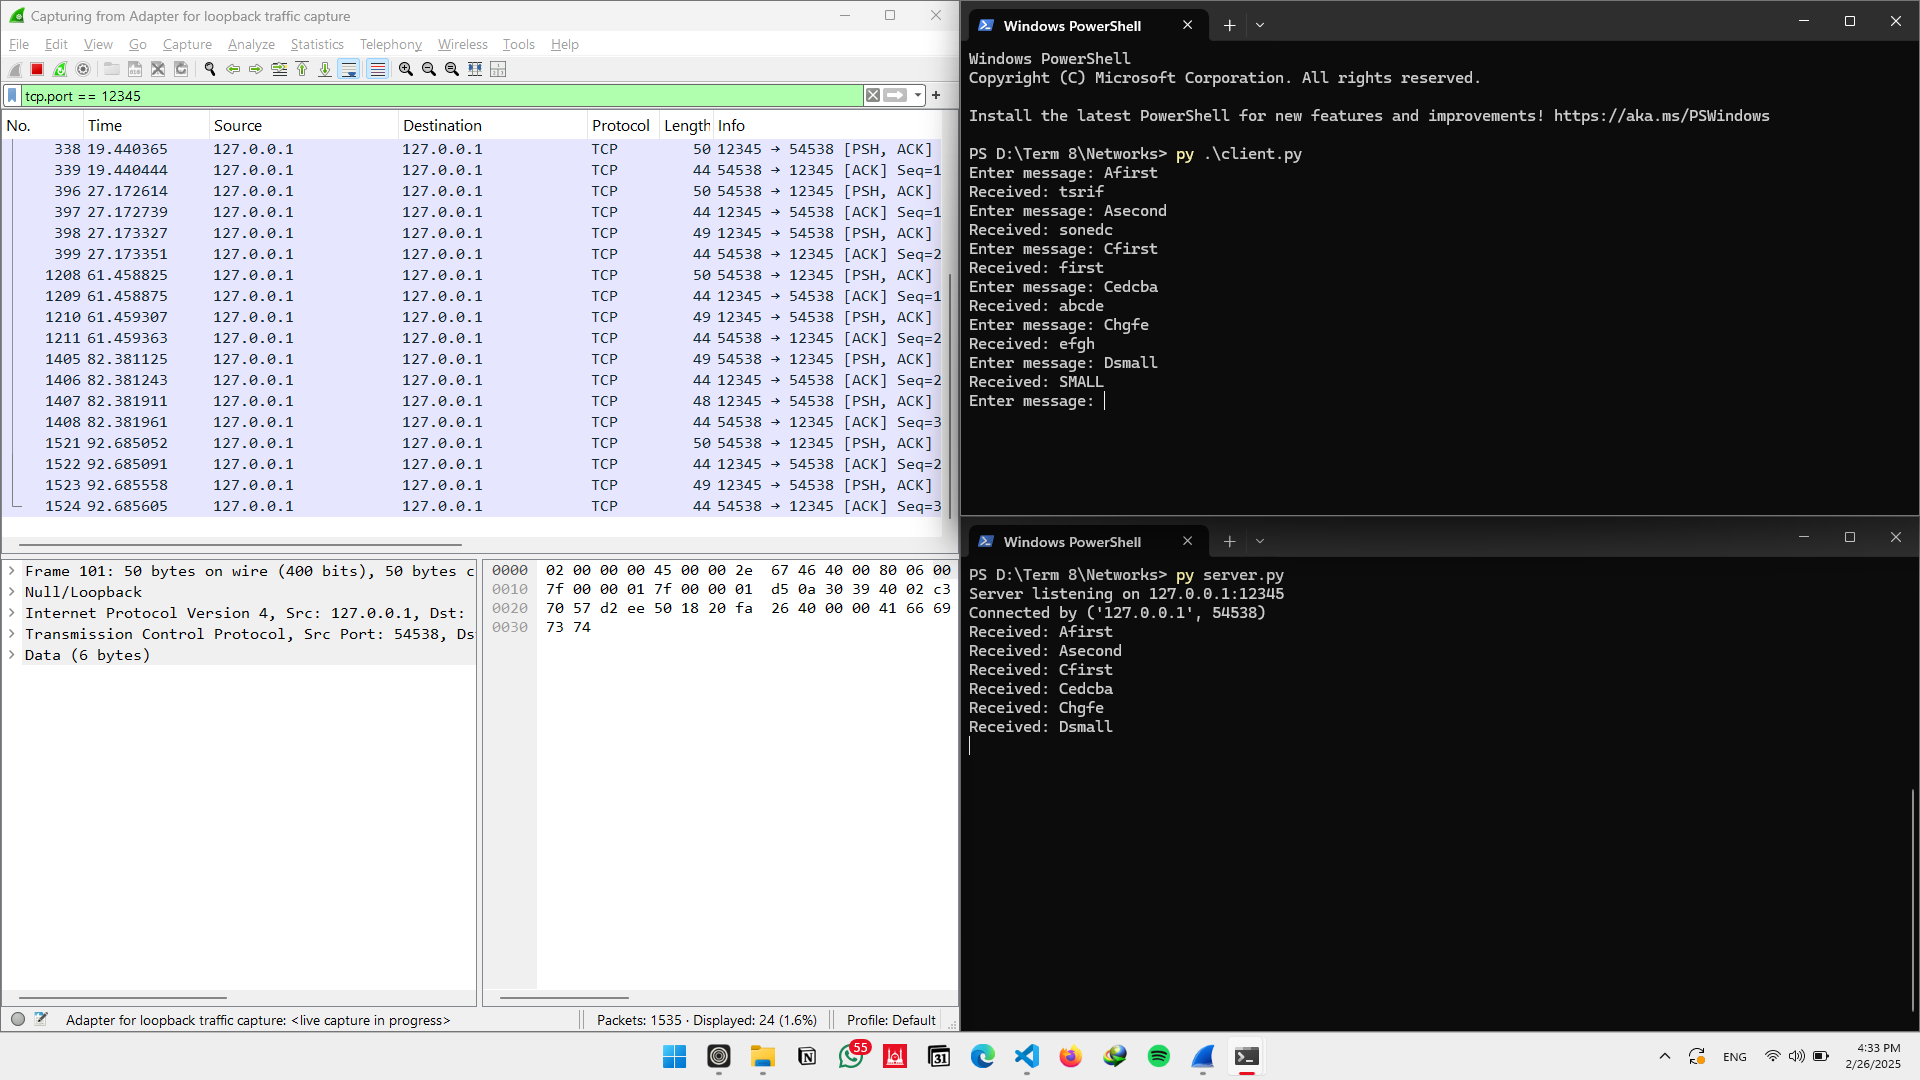 Capturing from Adapter for loopback traffic capture
File Edit View Go Capture Analyze Statistics Telephony Wireless Tools Help
tcp.port == 12345
No. Time Source Destination Protocol Length Info
338 19.440365 127.0.0.1 127.0.0.1 TCP 50 12345 → 54538 [PSH, ACK]
339 19.440444 127.0.0.1 127.0.0.1 TCP 44 54538 → 12345 [ACK] Seq=1
396 27.172614 127.0.0.1 127.0.0.1 TCP 50 54538 → 12345 [PSH, ACK]
397 27.172739 127.0.0.1 127.0.0.1 TCP 44 12345 → 54538 [ACK] Seq=1
398 27.173327 127.0.0.1 127.0.0.1 TCP 49 12345 → 54538 [PSH, ACK]
399 27.173351 127.0.0.1 127.0.0.1 TCP 44 54538 → 12345 [ACK] Seq=2
1208 61.458825 127.0.0.1 127.0.0.1 TCP 50 54538 → 12345 [PSH, ACK]
1209 61.458875 127.0.0.1 127.0.0.1 TCP 44 12345 → 54538 [ACK] Seq=1
1210 61.459307 127.0.0.1 127.0.0.1 TCP 49 12345 → 54538 [PSH, ACK]
1211 61.459363 127.0.0.1 127.0.0.1 TCP 44 54538 → 12345 [ACK] Seq=2
1405 82.381125 127.0.0.1 127.0.0.1 TCP 49 54538 → 12345 [PSH, ACK]
1406 82.381243 127.0.0.1 127.0.0.1 TCP 44 12345 → 54538 [ACK] Seq=2
1407 82.381911 127.0.0.1 127.0.0.1 TCP 48 12345 → 54538 [PSH, ACK]
1408 82.381961 127.0.0.1 127.0.0.1 TCP 44 54538 → 12345 [ACK] Seq=3
1521 92.685052 127.0.0.1 127.0.0.1 TCP 50 54538 → 12345 [PSH, ACK]
1522 92.685091 127.0.0.1 127.0.0.1 TCP 44 12345 → 54538 [ACK] Seq=2
1523 92.685558 127.0.0.1 127.0.0.1 TCP 49 12345 → 54538 [PSH, ACK]
1524 92.685605 127.0.0.1 127.0.0.1 TCP 44 54538 → 12345 [ACK] Seq=3
Frame 101: 50 bytes on wire (400 bits), 50 bytes c
Null/Loopback
Internet Protocol Version 4, Src: 127.0.0.1, Dst:
Transmission Control Protocol, Src Port: 54538, Ds
Data (6 bytes)
0000 02 00 00 00 45 00 00 2e 67 46 40 00 80 06 00
0010 7f 00 00 01 7f 00 00 01 d5 0a 30 39 40 02 c3
0020 70 57 d2 ee 50 18 20 fa 26 40 00 00 41 66 69
0030 73 74
Adapter for loopback traffic capture: <live capture in progress>
Packets: 1535 · Displayed: 24 (1.6%)
Profile: Default
Windows PowerShell
Windows PowerShell
Copyright (C) Microsoft Corporation. All rights reserved.
Install the latest PowerShell for new features and improvements! https://aka.ms/PSWindows
PS D:\Term 8\Networks> py .\client.py
Enter message: Afirst
Received: tsrif
Enter message: Asecond
Received: sonedc
Enter message: Cfirst
Received: first
Enter message: Cedcba
Received: abcde
Enter message: Chgfe
Received: efgh
Enter message: Dsmall
Received: SMALL
Enter message:
Windows PowerShell
PS D:\Term 8\Networks> py server.py
Server listening on 127.0.0.1:12345
Connected by ('127.0.0.1', 54538)
Received: Afirst
Received: Asecond
Received: Cfirst
Received: Cedcba
Received: Chgfe
Received: Dsmall
55
31
ENG
4:33 PM
2/26/2025